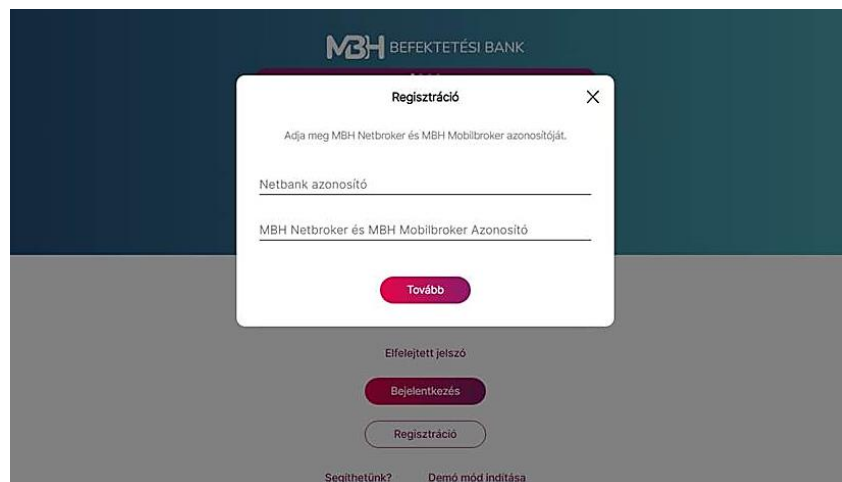 MBH BEFEKTETÉSI BANK
Regisztráció
Adja meg MBH Netbroker és MBH Mobilbroker azonosítóját.
Netbank azonosító
MBH Netbroker és MBH Mobilbroker Azonosító
Tovább
Elfelejtett jelszó
Bejelentkezés
Regisztráció
Segíthetünk? Demó mód indítása